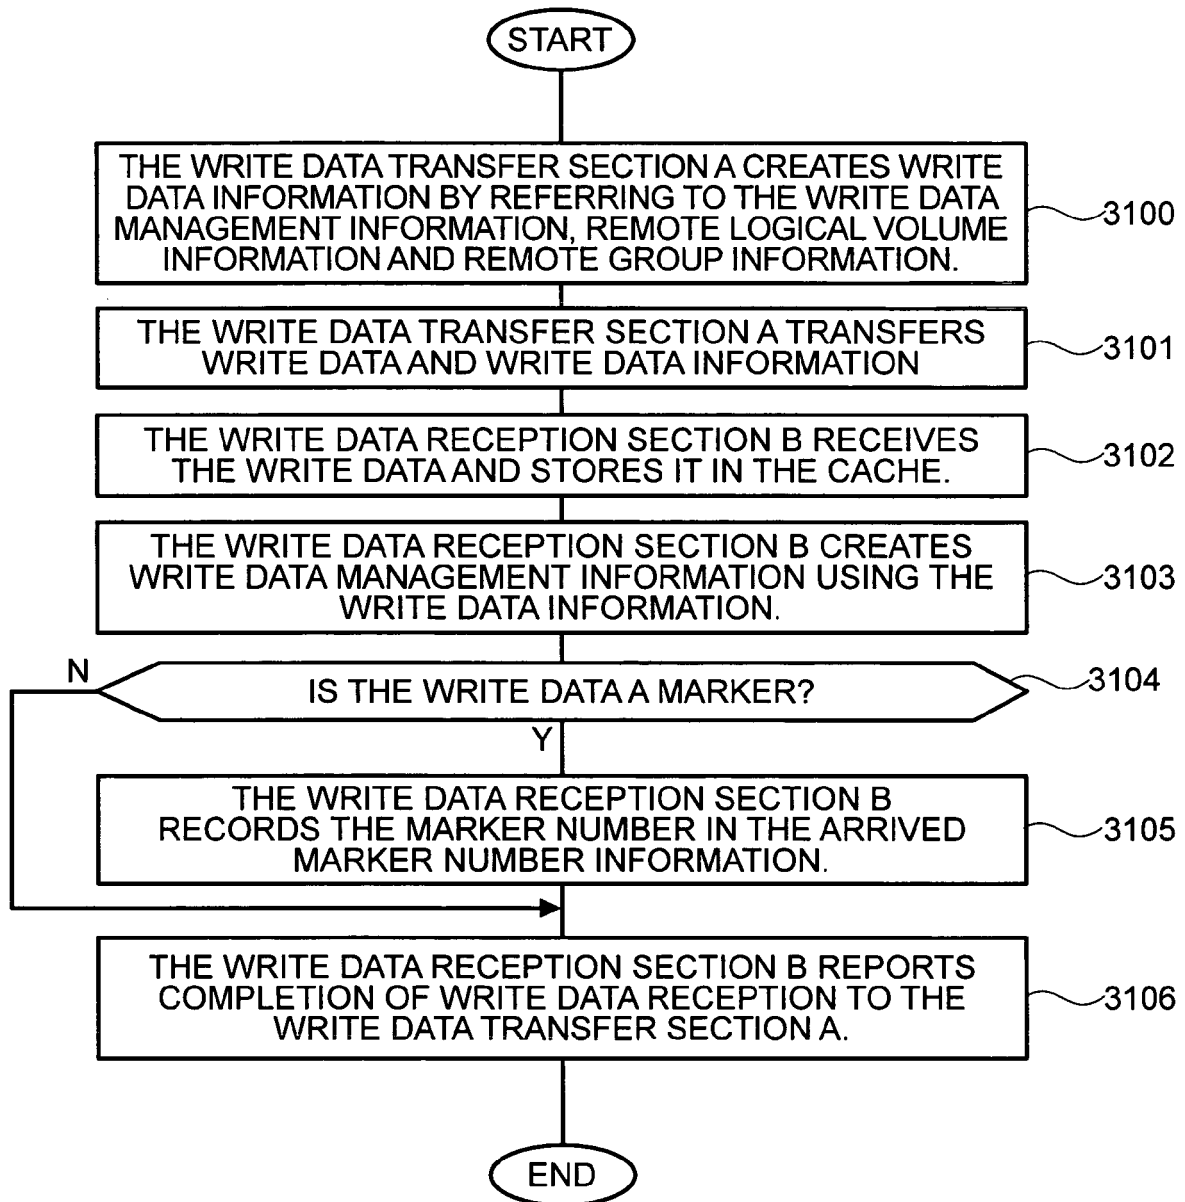 START
THE WRITE DATA TRANSFER SECTION A CREATES WRITE
DATA INFORMATION BY REFERRING TO THE WRITE DATA
MANAGEMENT INFORMATION, REMOTE LOGICAL VOLUME
INFORMATION AND REMOTE GROUP INFORMATION.
3100
THE WRITE DATA TRANSFER SECTION A TRANSFERS
WRITE DATA AND WRITE DATA INFORMATION
3101
THE WRITE DATA RECEPTION SECTION B RECEIVES
THE WRITE DATA AND STORES IT IN THE CACHE.
3102
THE WRITE DATA RECEPTION SECTION B CREATES
WRITE DATA MANAGEMENT INFORMATION USING THE
WRITE DATA INFORMATION.
3103
N
IS THE WRITE DATA A MARKER?
3104
Y
THE WRITE DATA RECEPTION SECTION B
RECORDS THE MARKER NUMBER IN THE ARRIVED
MARKER NUMBER INFORMATION.
3105
THE WRITE DATA RECEPTION SECTION B REPORTS
COMPLETION OF WRITE DATA RECEPTION TO THE
WRITE DATA TRANSFER SECTION A.
3106
END